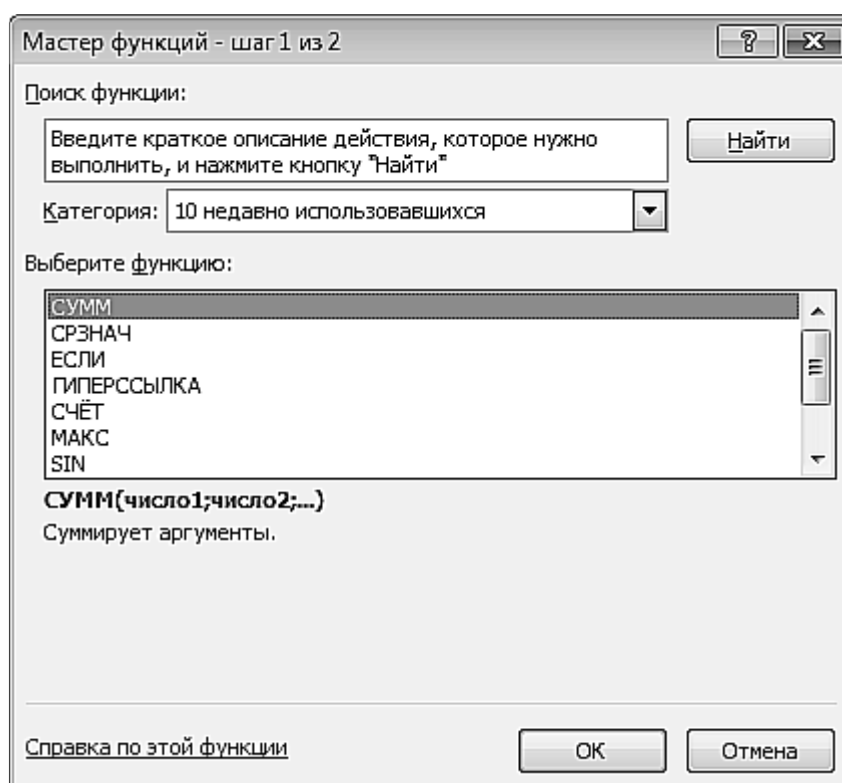 Мастер функций - шаг 1 из 2
Поиск функции:
Введите краткое описание действия, которое нужно
выполнить, и нажмите кнопку "Найти"
Найти
Категория: 10 недавно использовавшихся
Выберите функцию:
СУММ
СРЗНАЧ
ЕСЛИ
ГИПЕРССЫЛКА
СЧЁТ
МАКС
SIN
СУММ(число1;число2;...)
Суммирует аргументы.
Справка по этой функции
ОК
Отмена